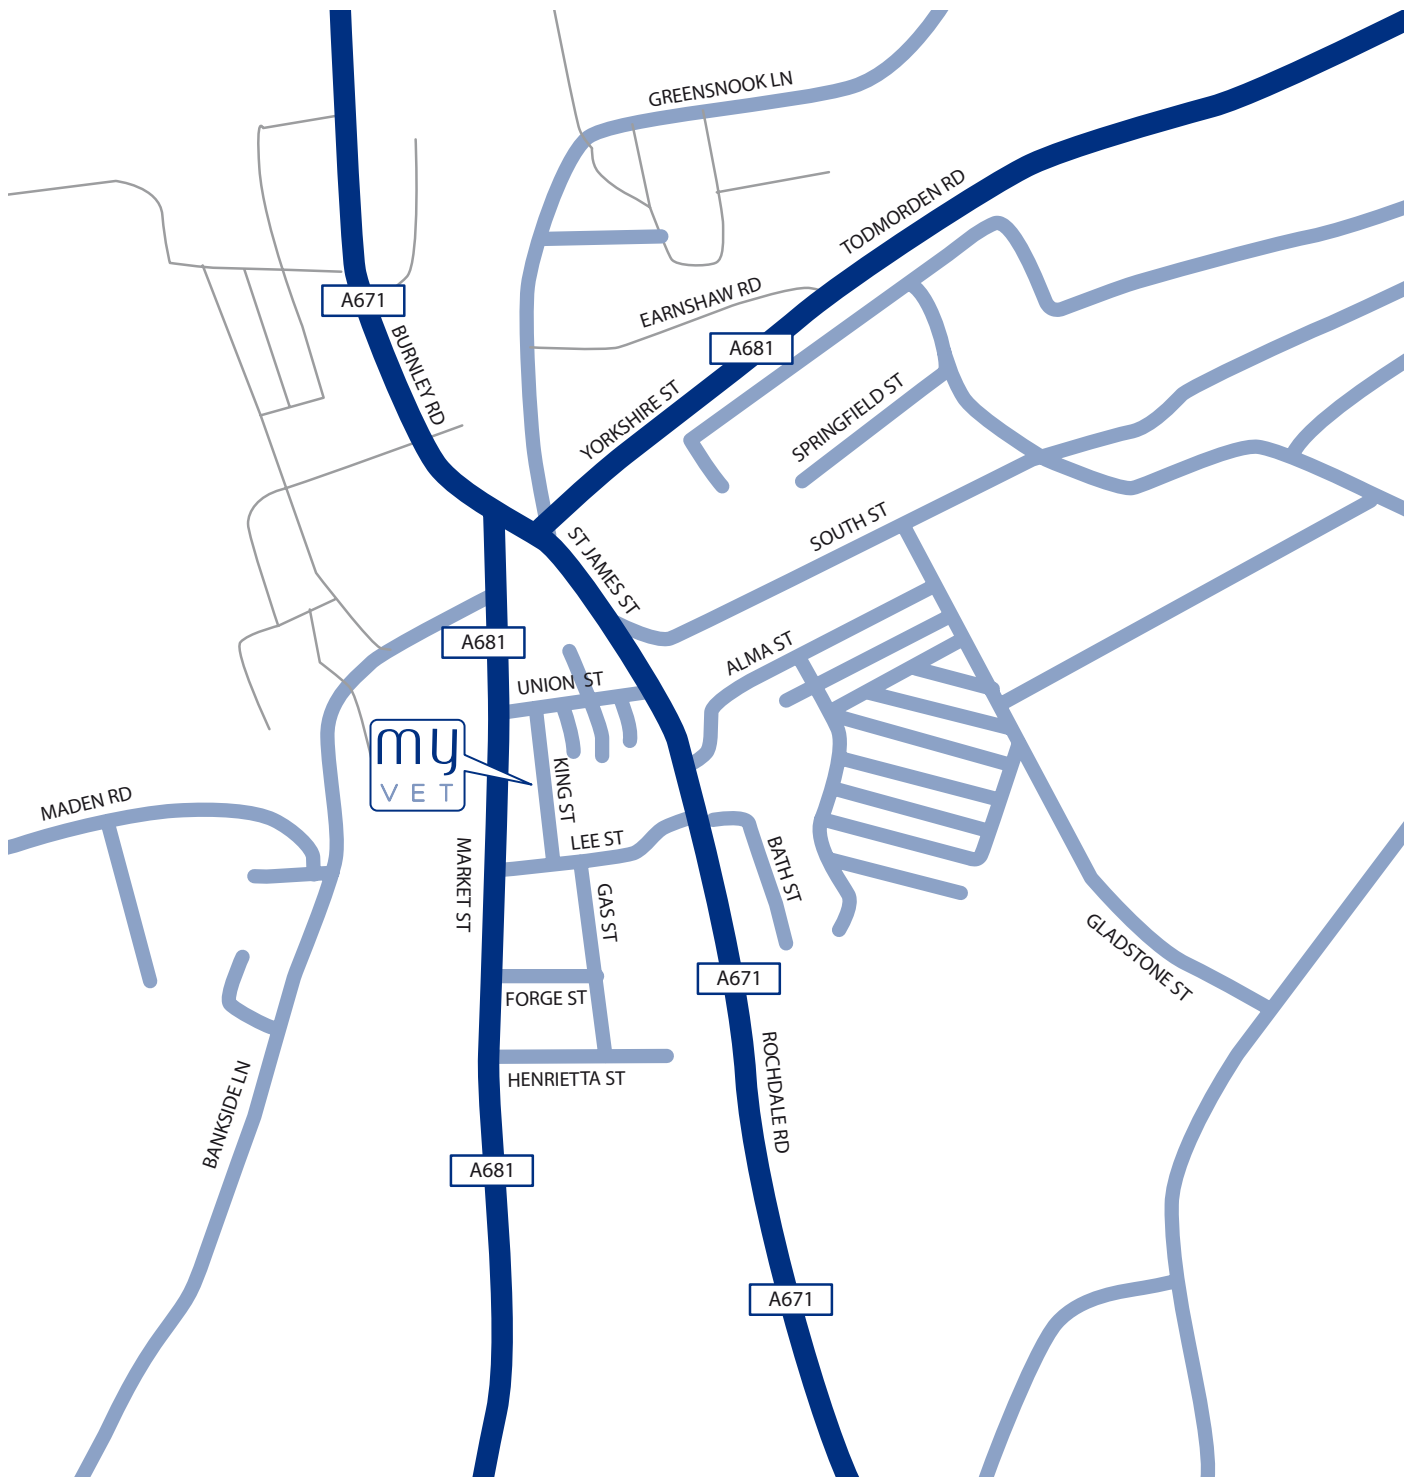 GREENSNOOK LN
TODMORDEN RD
A671
EARNSHAW RD
BURNLEY RD
A681
YORKSHIRE ST
SPRINGFIELD ST
SOUTH ST
ST JAMES ST
A681
ALMA ST
UNION ST
my
VET
KING ST
MADEN RD
LEE ST
MARKET ST
BATH ST
GAS ST
GLADSTONE ST
A671
FORGE ST
ROCHDALE RD
HENRIETTA ST
BANKSIDE LN
A681
A671